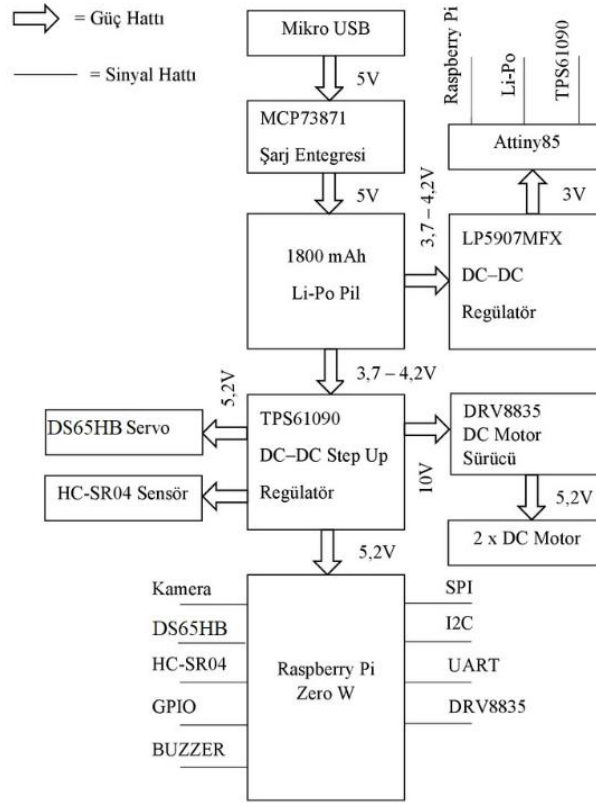 = Güç Hattı
= Sinyal Hattı
Mikro USB
5V
MCP73871
Şarj Entegresi
5V
1800 mAh
Li-Po Pil
3,7 – 4,2V
Raspberry Pi
Li-Po
TPS61090
Attiny85
3V
LP5907MFX
DC–DC
Regülatör
3,7 – 4,2V
5,2V
DS65HB Servo
HC-SR04 Sensör
TPS61090
DC–DC Step Up
Regülatör
10V
DRV8835
DC Motor
Sürücü
5,2V
2 x DC Motor
5,2V
Kamera
DS65HB
HC-SR04
GPIO
BUZZER
Raspberry Pi
Zero W
SPI
I2C
UART
DRV8835